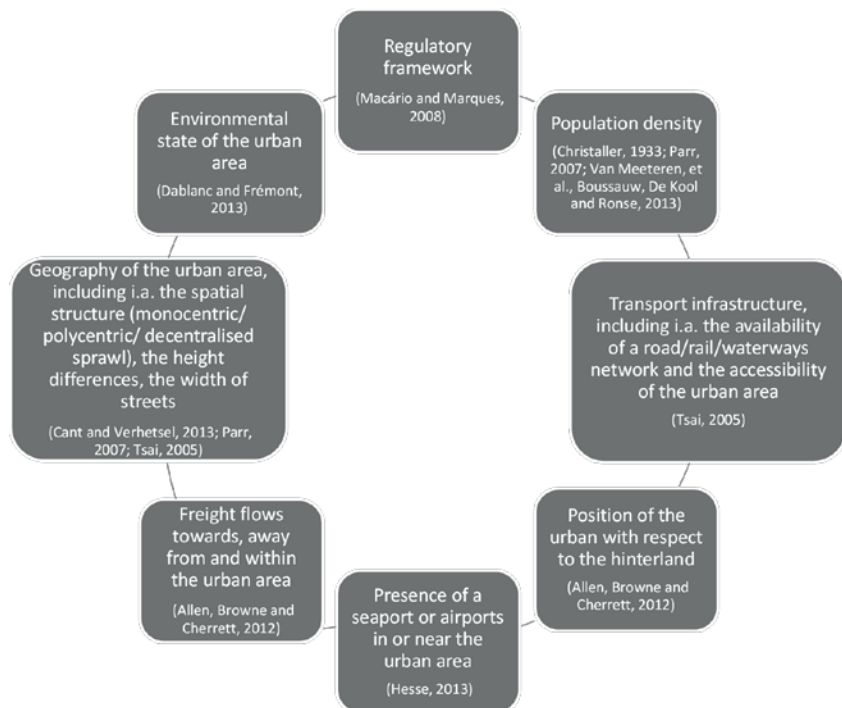 Regulatory
framework
(Macário and Marques,
2008)
Population density
(Christaller, 1933; Parr,
2007; Van Meeteren, et
al., Boussauw, De Kool
and Ronse, 2013)
Transport infrastructure,
including i.a. the availability
of a road/rail/waterways
network and the accessibility
of the urban area
(Tsai, 2005)
Position of the
urban with respect
to the hinterland
(Allen, Browne and
Cherrett, 2012)
Presence of a
seaport or airports
in or near the
urban area
(Hesse, 2013)
Freight flows
towards, away
from and within
the urban area
(Allen, Browne and
Cherrett, 2012)
Geography of the urban area,
including i.a. the spatial
structure (monocentric/
polycentric/ decentralised
sprawl), the height
differences, the width of
streets
(Cant and Verhetsel, 2013; Parr,
2007; Tsai, 2005)
Environmental
state of the urban
area
(Dablanc and Frémont,
2013)